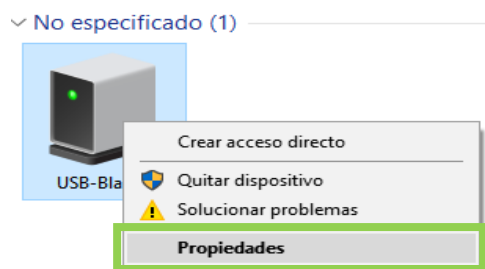 No especificado (1)
USB-Bla
Crear acceso directo
Quitar dispositivo
Solucionar problemas
Propiedades